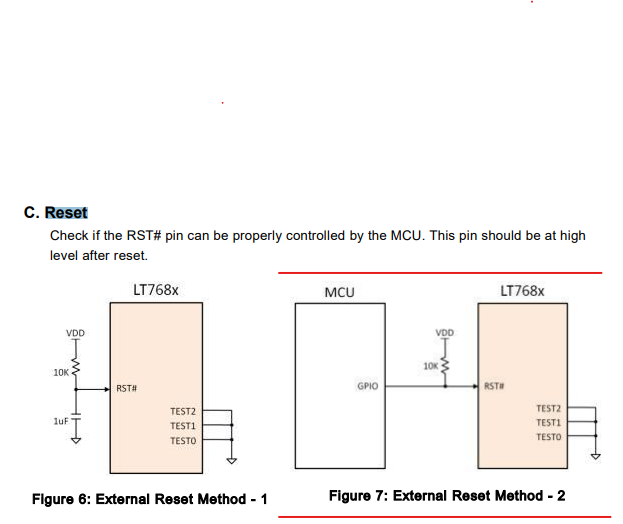 C. Reset
Check if the RST# pin can be properly controlled by the MCU. This pin should be at high
level after reset.
LT768x
VDD
10K
RST#
1uF
TEST2
TEST1
TEST0
Figure 6: External Reset Method - 1
MCU
LT768x
VDD
10K
GPIO
RST#
TEST2
TEST1
TEST0
Figure 7: External Reset Method - 2